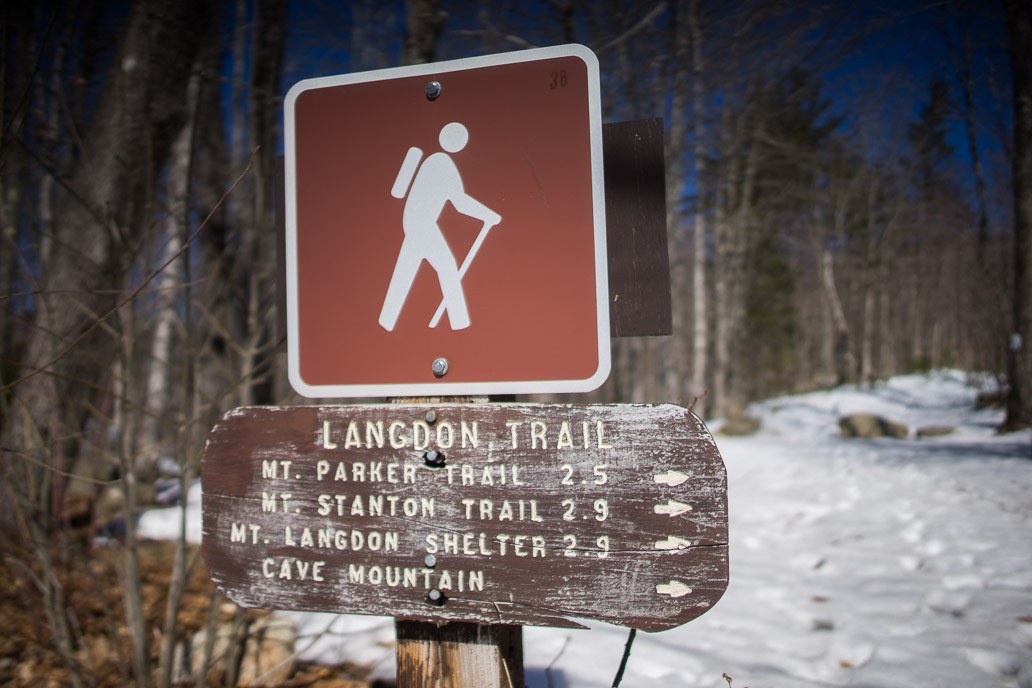 38
LANGDON TRAIL
MT. PARKER TRAIL 2.5
MT. STANTON TRAIL 2.9
MT. LANGDON SHELTER 2.9
CAVE MOUNTAIN